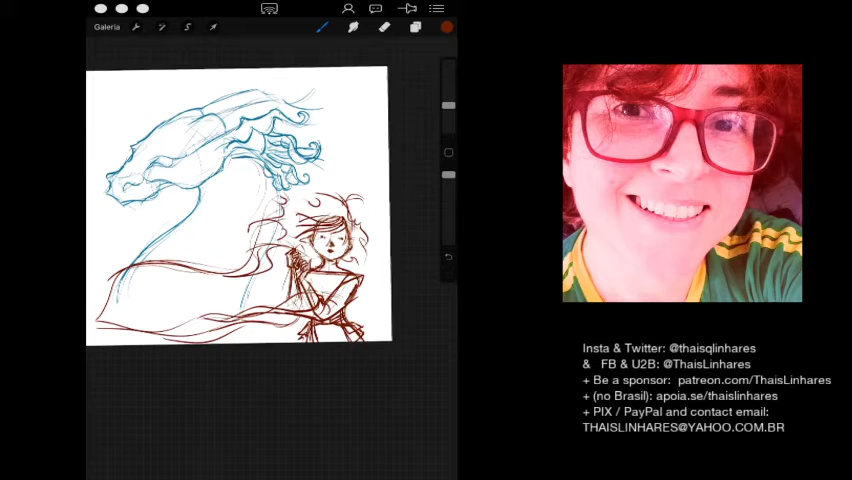 Galeria
Insta & Twitter: @thaisqlinhares
& FB & U2B: @ThaisLinhares
+ Be a sponsor: patreon.com/ThaisLinhares
+ (no Brasil): apoia.se/thaislinhares
+ PIX / PayPal and contact email:
THAISLINHARES@YAHOO.COM.BR